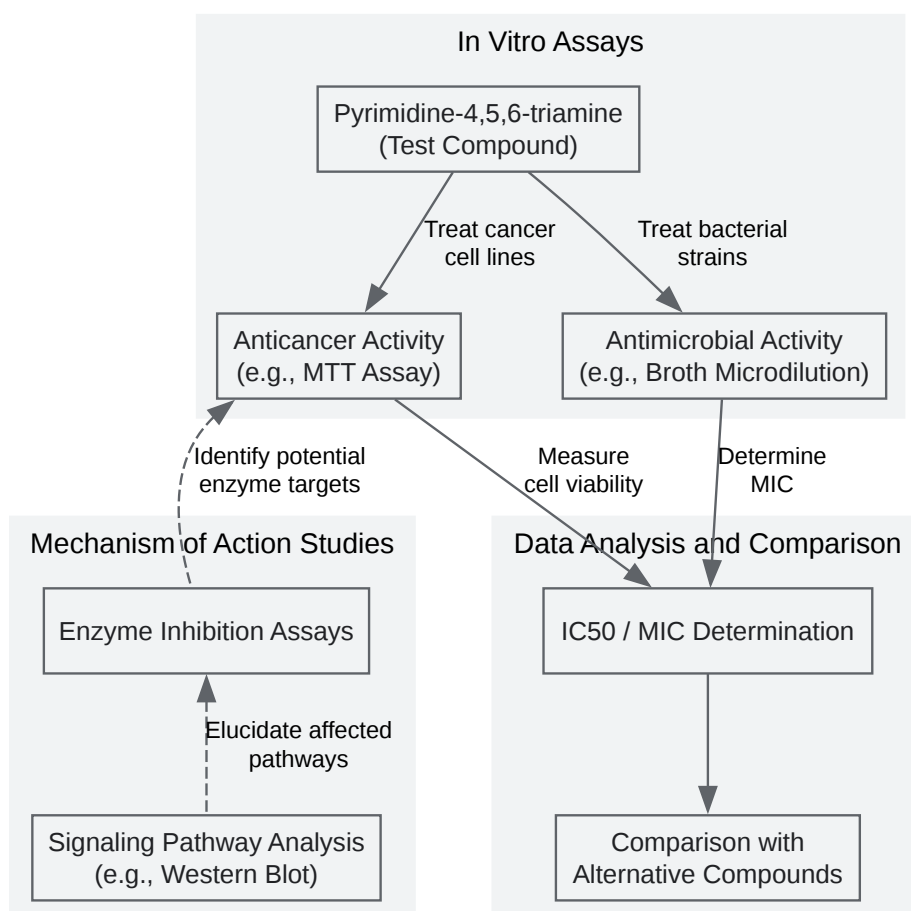 In Vitro Assays
Pyrimidine-4,5,6-triamine
(Test Compound)
Treat cancer
cell lines
Treat bacterial
strains
Anticancer Activity
(e.g., MTT Assay)
Antimicrobial Activity
(e.g., Broth Microdilution)
Identify potential
enzyme targets
Measure
cell viability
Determine
MIC
Mechanism of Action Studies
Data Analysis and Comparison
Enzyme Inhibition Assays
IC50 / MIC Determination
Elucidate affected
pathways
Signaling Pathway Analysis
(e.g., Western Blot)
Comparison with
Alternative Compounds